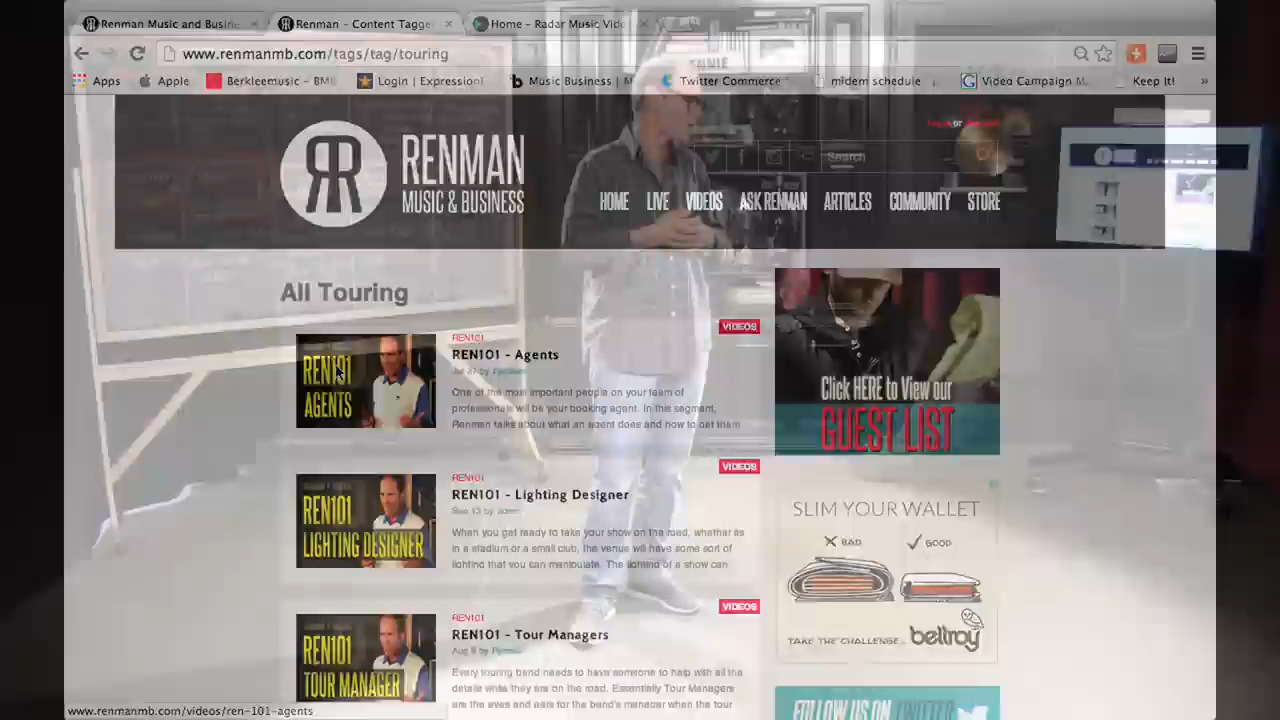 Renman Music and Busin
Renman - Content Tagge
Home - Radar Music Vid
www.renmanmb.com/tags/tag/touring
Apps
Apple
Berkleemusic - BM
Login | Expression
Music Business | M
Twitter Commerce
midem schedule
Video Campaign M
Keep It!
»
RENMAN
MUSIC & BUSINESS
or
Search
HOME
LIVE
VIDEOS
ASK RENMAN
ARTICLES
COMMUNITY
STORE
All Touring
VIDEOS
REN101
REN101 - Agents
Jul 27 by
One of the most important people on your team of
professionals will be your booking agent. In this segment,
Renman talks about what an agent does and how to get them
REN101
AGENTS
VIDEOS
REN101
REN101 - Lighting Designer
When you get ready to take your show on the road, whether its
in a stadium or a small club, the venue will have some sort of
lighting that you can manipulate. The lighting of a show can
REN101
LIGHTING DESIGNER
VIDEOS
REN101
REN101 - Tour Managers
Every touring band needs to have someone to help with all the
details while they are on the road. Essentially Tour Managers
are the eyes and ears for the band's manager when the tour
REN101
TOUR MANAGER
Click HERE to View our
GUEST LIST
SLIM YOUR WALLET
BAD
GOOD
TAKE THE CHALLENGE
bellroy
FOLLOW US ON TWITTER
www.renmanmb.com/videos/ren-101-agents